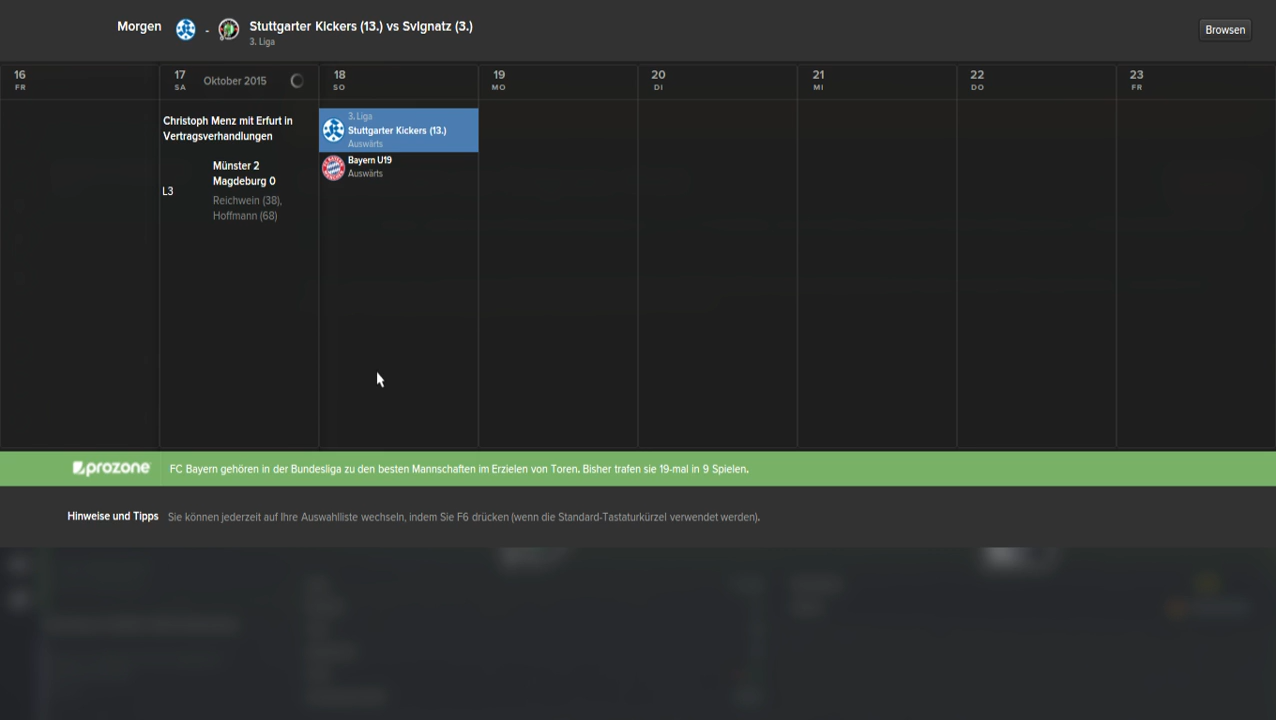 Morgen
-
Stuttgarter Kickers (13.) vs SvIgnatz (3.)
3. Liga
Browsen
16
FR
17
SA
Oktober 2015
18
SO
19
MO
20
DI
21
MI
22
DO
23
FR
Christoph Menz mit Erfurt in
Vertragsverhandlungen
L3
Münster 2
Magdeburg 0
Reichwein (38),
Hoffmann (68)
3. Liga
Stuttgarter Kickers (13.)
Auswärts
Bayern U19
Auswärts
prozone
FC Bayern gehören in der Bundesliga zu den besten Mannschaften im Erzielen von Toren. Bisher trafen sie 19-mal in 9 Spielen.
Hinweise und Tipps
Sie können jederzeit auf Ihre Auswahlliste wechseln, indem Sie F6 drücken (wenn die Standard-Tastaturkürzel verwendet werden).